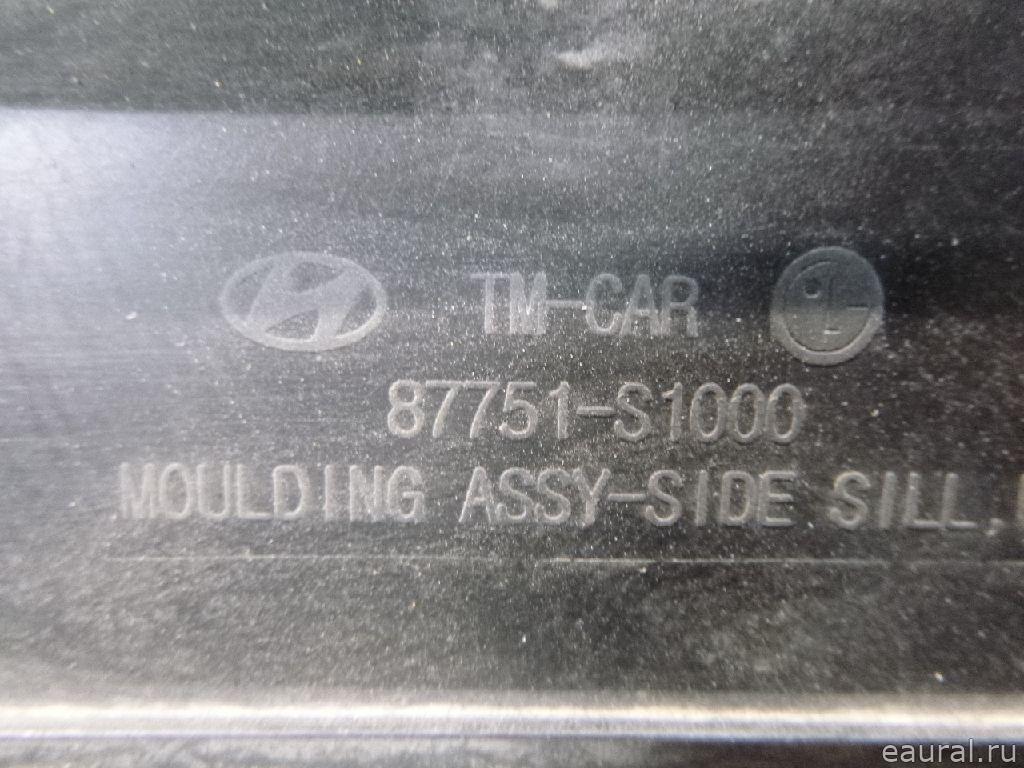 TM-CAR
87751-S1000
MOULDING ASSY-SIDE SILL,
eaural.ru